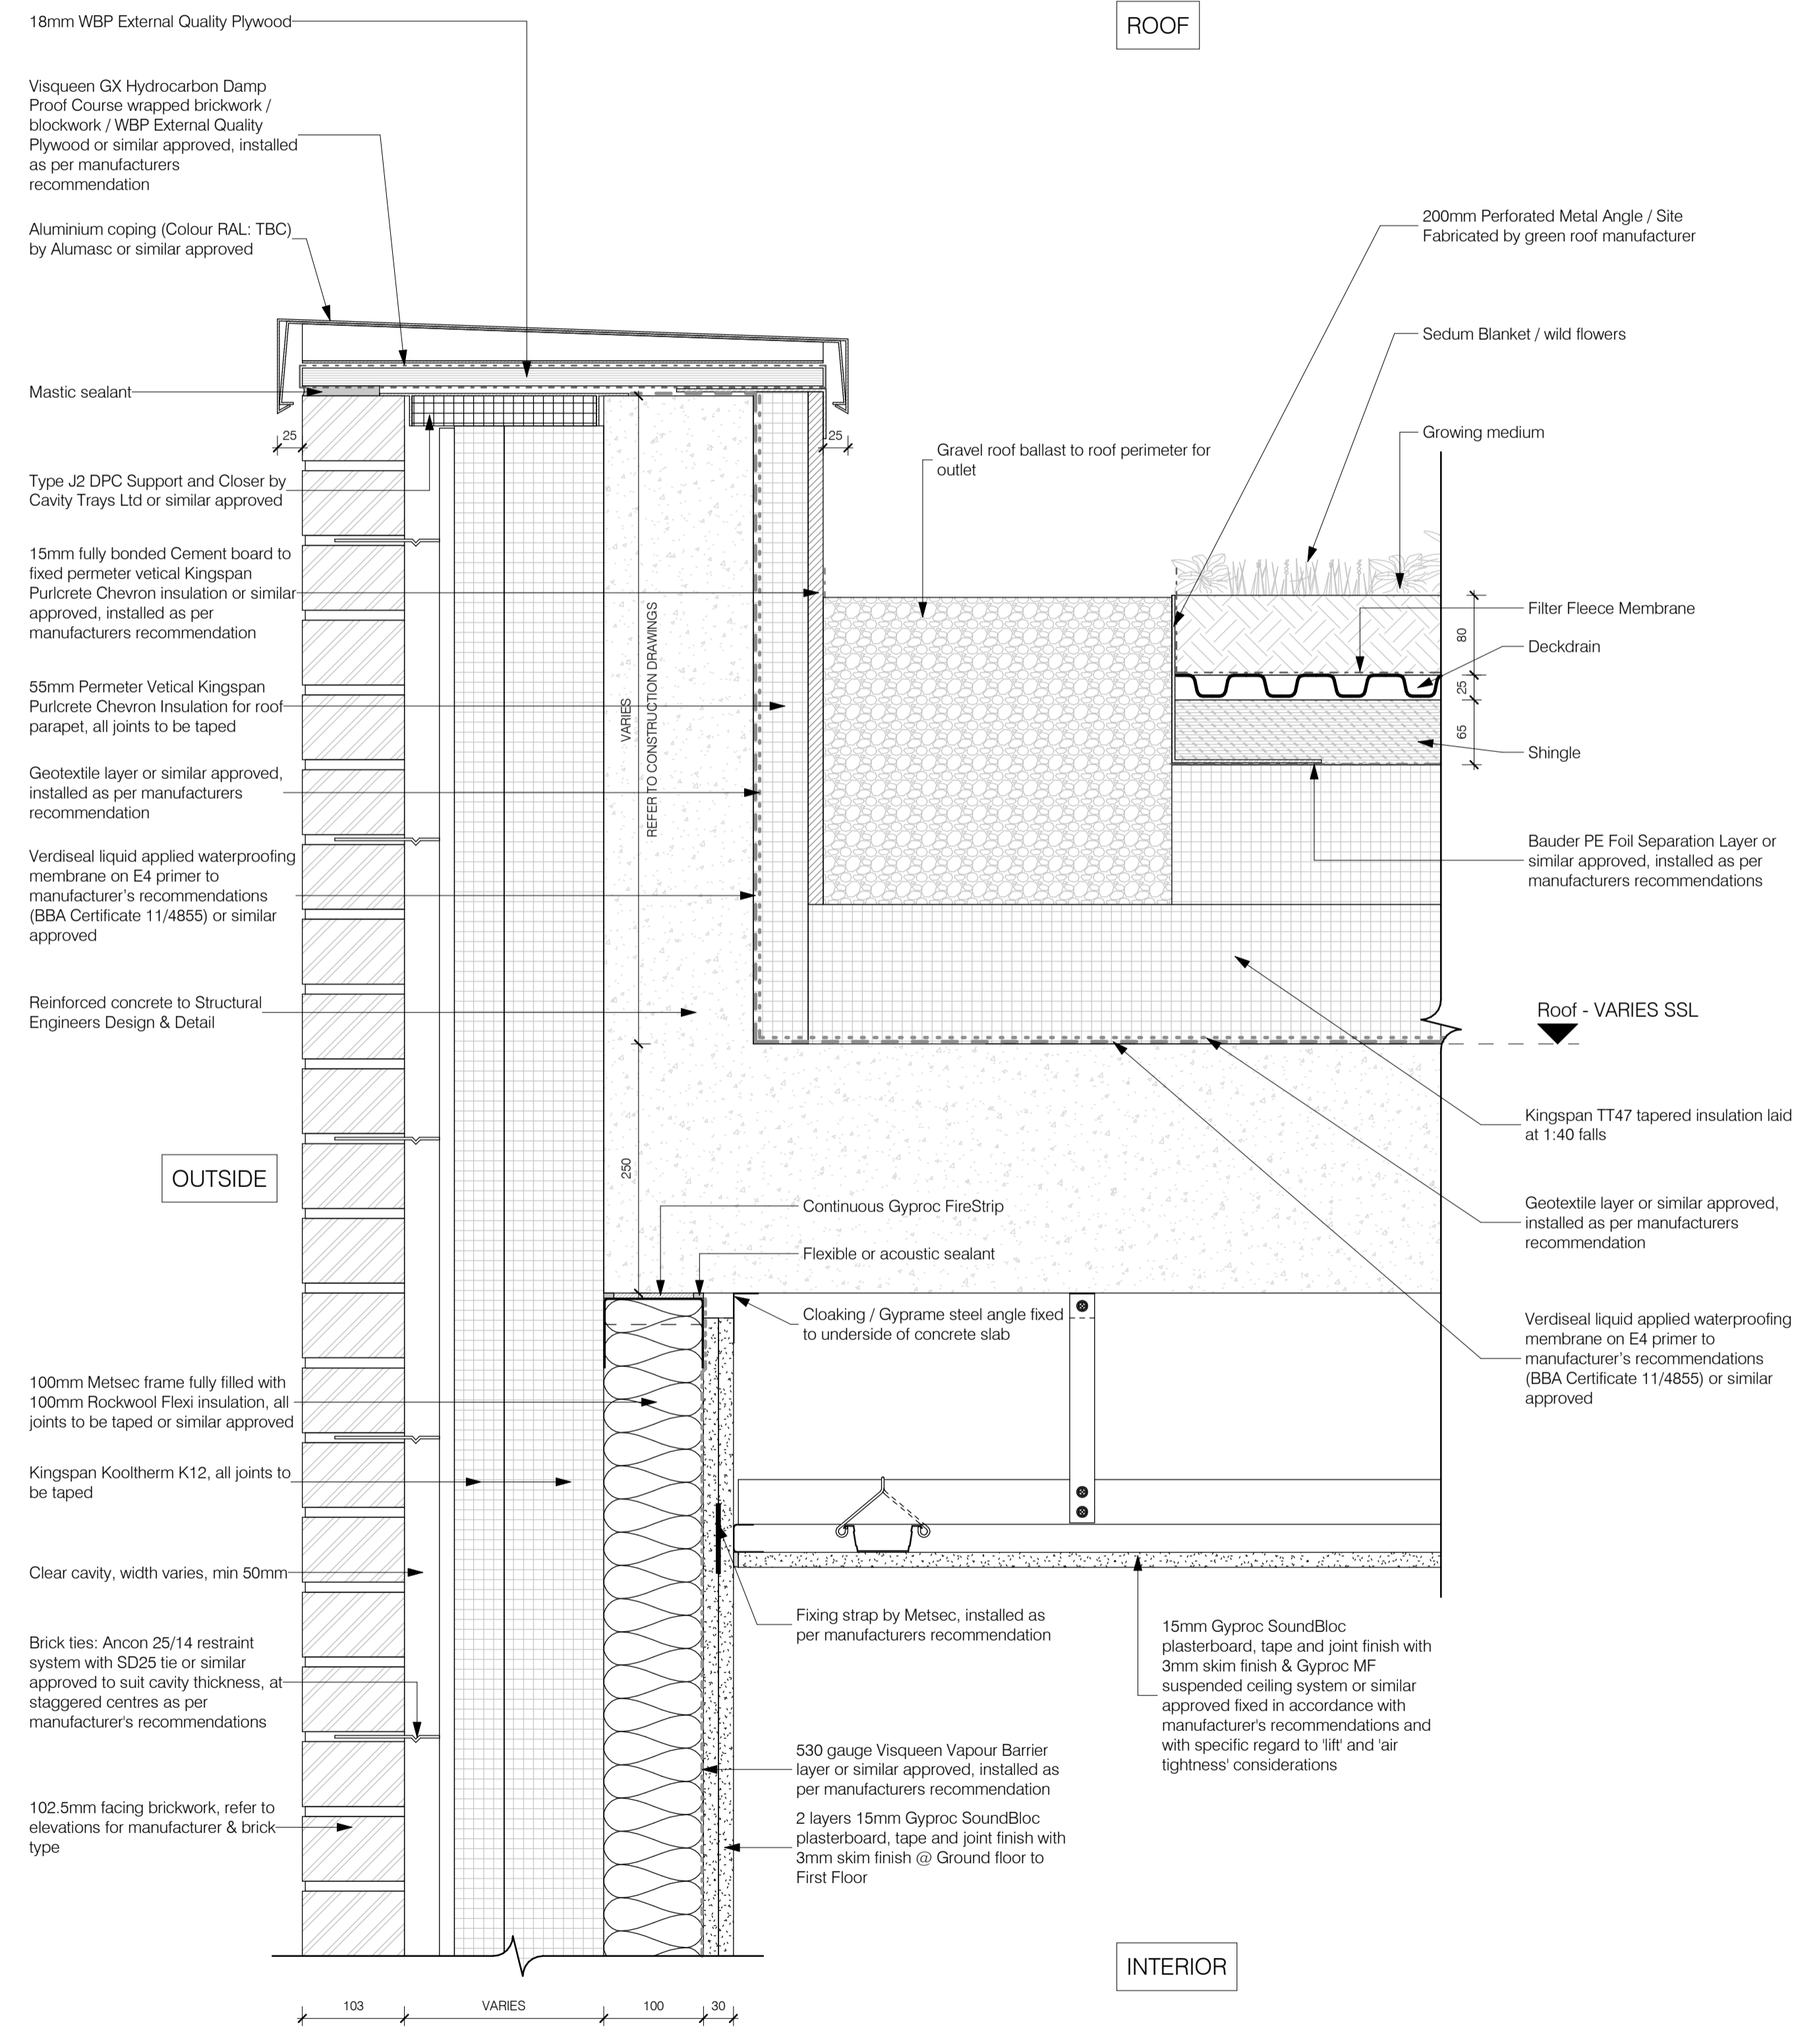 ROOF
18mm WBP External Quality Plywood
Visqueen GX Hydrocarbon Damp
Proof Course wrapped brickwork /
blockwork / WBP External Quality
Plywood or similar approved, installed
as per manufacturers
recommendation
Aluminium coping (Colour RAL: TBC)
by Alumasc or similar approved
Mastic sealant
25
25
Type J2 DPC Support and Closer by
Cavity Trays Ltd or similar approved
15mm fully bonded Cement board to
fixed permeter vetical Kingspan
Purlcrete Chevron insulation or similar
approved, installed as per
manufacturers recommendation
55mm Permeter Vetical Kingspan
Purlcrete Chevron Insulation for roof
parapet, all joints to be taped
Geotextile layer or similar approved,
installed as per manufacturers
recommendation
Verdiseal liquid applied waterproofing
membrane on E4 primer to
manufacturer's recommendations
(BBA Certificate 11/4855) or similar
approved
Reinforced concrete to Structural
Engineers Design & Detail
OUTSIDE
100mm Metsec frame fully filled with
100mm Rockwool Flexi insulation, all
joints to be taped or similar approved
Kingspan Kooltherm K12, all joints to
be taped
Clear cavity, width varies, min 50mm
Brick ties: Ancon 25/14 restraint
system with SD25 tie or similar
approved to suit cavity thickness, at
staggered centres as per
manufacturer's recommendations
102.5mm facing brickwork, refer to
elevations for manufacturer & brick
type
VARIES
REFER TO CONSTRUCTION DRAWINGS
250
Gravel roof ballast to roof perimeter for
outlet
200mm Perforated Metal Angle / Site
Fabricated by green roof manufacturer
Sedum Blanket / wild flowers
Growing medium
Filter Fleece Membrane
80
Deckdrain
25
65
Shingle
Bauder PE Foil Separation Layer or
similar approved, installed as per
manufacturers recommendations
Roof - VARIES SSL
Kingspan TT47 tapered insulation laid
at 1:40 falls
Geotextile layer or similar approved,
installed as per manufacturers
recommendation
Verdiseal liquid applied waterproofing
membrane on E4 primer to
manufacturer's recommendations
(BBA Certificate 11/4855) or similar
approved
Continuous Gyproc FireStrip
Flexible or acoustic sealant
Cloaking / Gyprame steel angle fixed
to underside of concrete slab
Fixing strap by Metsec, installed as
per manufacturers recommendation
15mm Gyproc SoundBloc
plasterboard, tape and joint finish with
3mm skim finish & Gyproc MF
suspended ceiling system or similar
approved fixed in accordance with
manufacturer's recommendations and
with specific regard to 'lift' and 'air
tightness' considerations
530 gauge Visqueen Vapour Barrier
layer or similar approved, installed as
per manufacturers recommendation
2 layers 15mm Gyproc SoundBloc
plasterboard, tape and joint finish with
3mm skim finish @ Ground floor to
First Floor
INTERIOR
103
VARIES
100
30